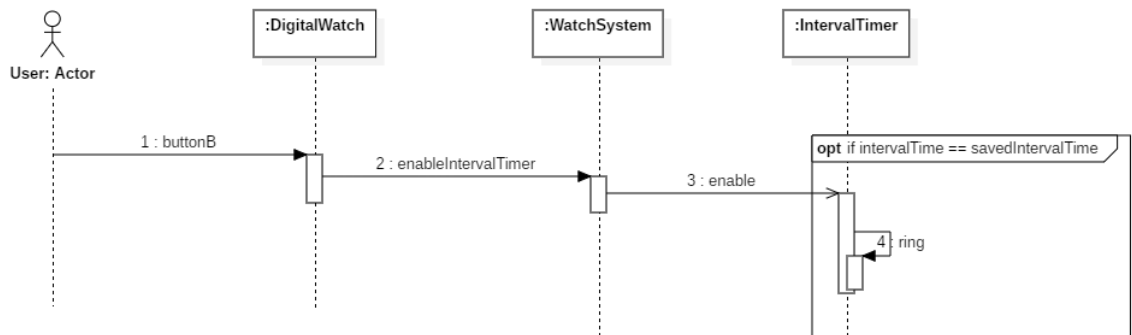 :DigitalWatch
:WatchSystem
:IntervalTimer
User: Actor
1 : buttonB
opt if intervalTime == savedIntervalTime
2 : enableIntervalTimer
3 : enable
4 : ring